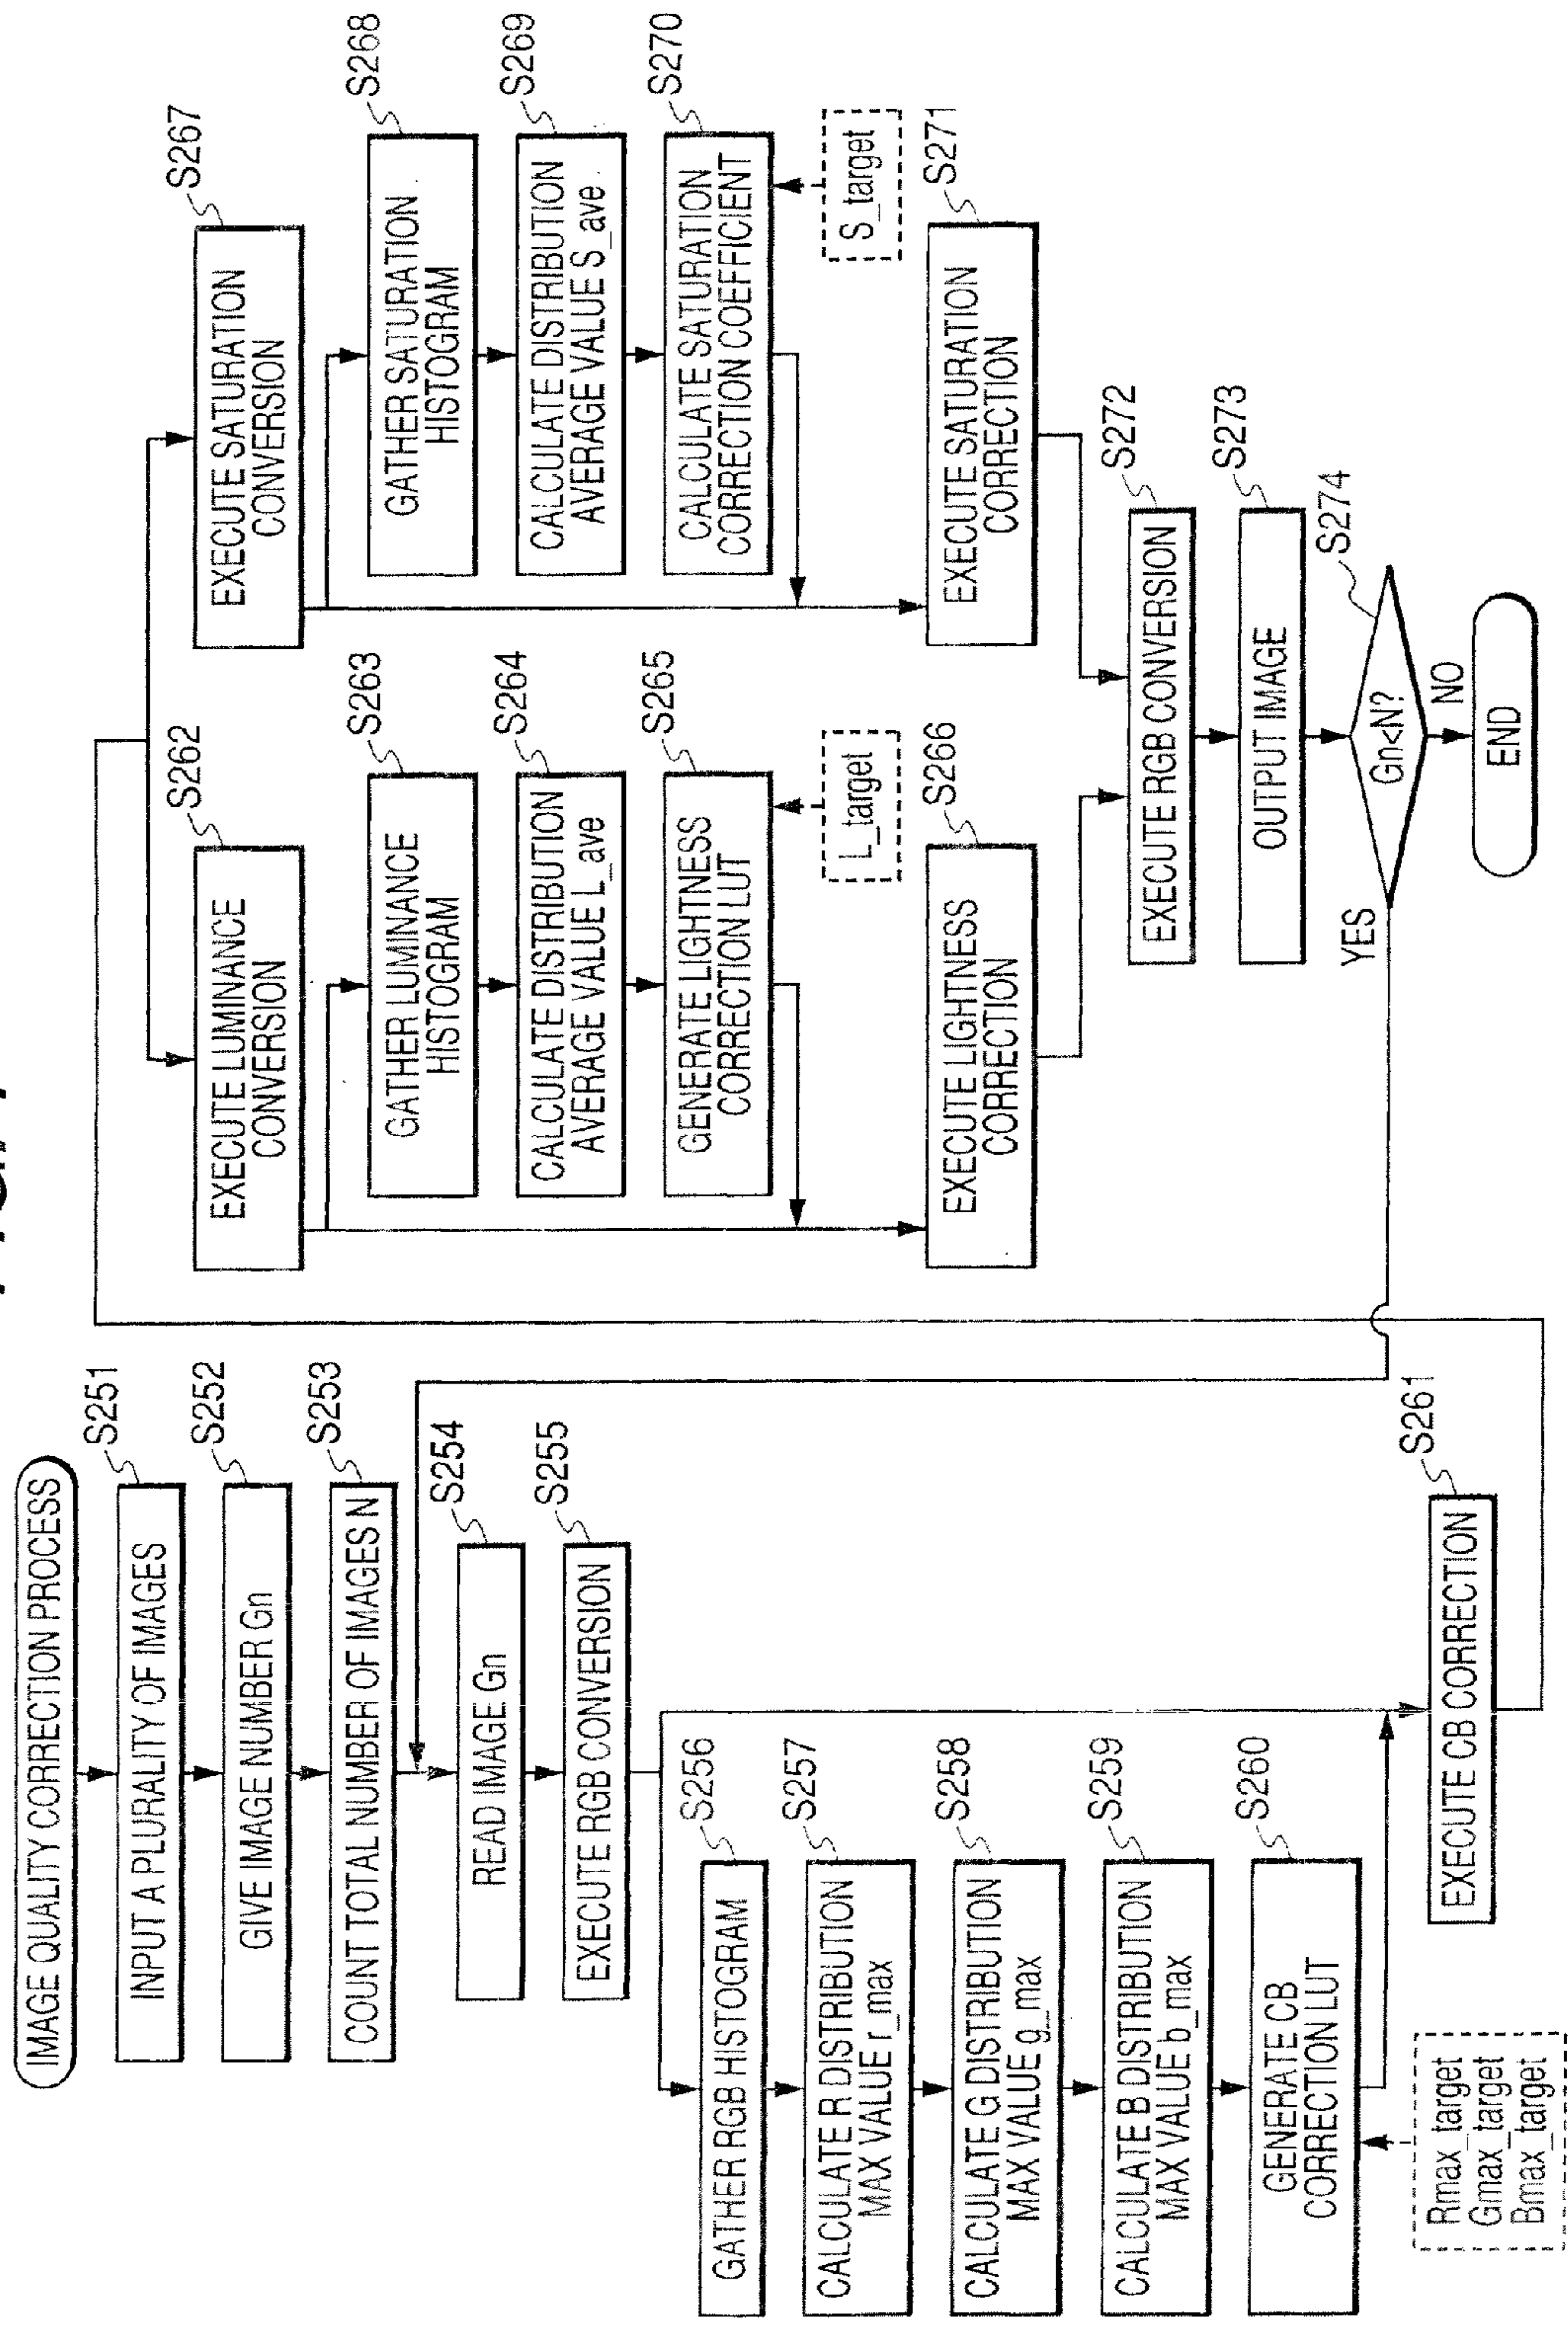 IMAGE QUALITY CORRECTION PROCESS
INPUT A PLURALITY OF IMAGES
S251
GIVE IMAGE NUMBER Gn
S252
COUNT TOTAL NUMBER OF IMAGES N
S253
READ IMAGE Gn
S254
EXECUTE RGB CONVERSION
S255
GATHER RGB HISTOGRAM
S256
CALCULATE R DISTRIBUTION
MAX VALUE r_max
S257
CALCULATE G DISTRIBUTION
MAX VALUE g_max
S258
CALCULATE B DISTRIBUTION
MAX VALUE b_max
S259
GENERATE CB
CORRECTION LUT
S260
Rmax_target
Gmax_target
Bmax_target
EXECUTE CB CORRECTION
S261
EXECUTE LUMINANCE
CONVERSION
S262
GATHER LUMINANCE
HISTOGRAM
S263
CALCULATE DISTRIBUTION
AVERAGE VALUE L_ave
S264
GENERATE LIGHTNESS
CORRECTION LUT
S265
L_target
EXECUTE LIGHTNESS
CORRECTION
S266
EXECUTE SATURATION
CONVERSION
S267
GATHER SATURATION
HISTOGRAM
S268
CALCULATE DISTRIBUTION
AVERAGE VALUE S_ave
S269
CALCULATE SATURATION
CORRECTION COEFFICIENT
S270
S_target
EXECUTE SATURATION
CORRECTION
S271
EXECUTE RGB CONVERSION
S272
OUTPUT IMAGE
S273
Gn<N?
S274
YES
NO
END